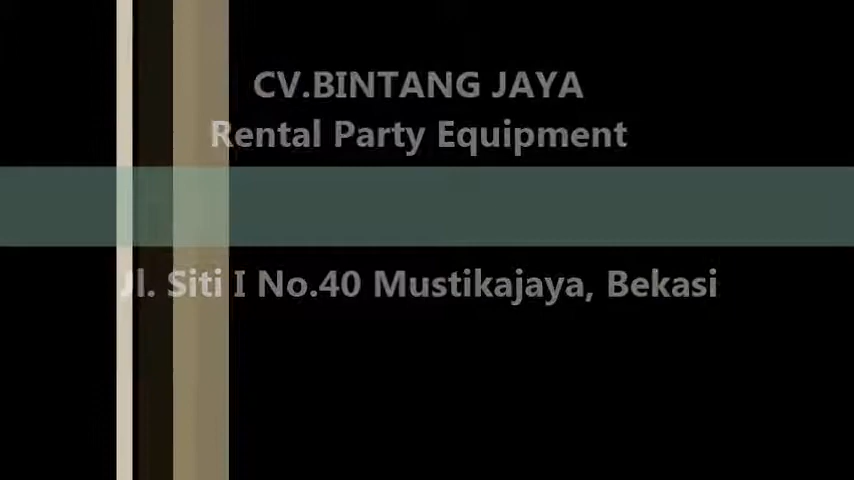 CV.BINTANG JAYA
Rental Party Equipment
Jl. Siti I No.40 Mustikajaya, Bekasi